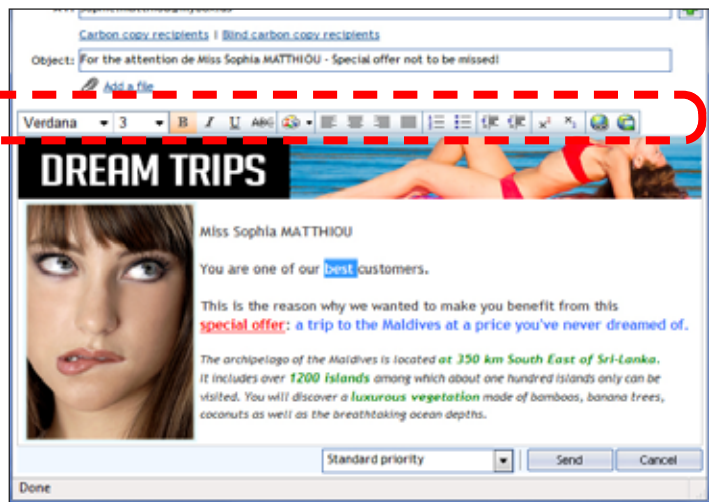 Carbon copy recipients | Blind carbon copy recipients
Object: For the attention de Miss Sophia MATTHIOU - Special offer not to be missed!
Add a file
Verdana 3 B I U ABC x² x₂
DREAM TRIPS
Miss Sophia MATTHIOU
You are one of our best customers.
This is the reason why we wanted to make you benefit from this
special offer: a trip to the Maldives at a price you've never dreamed of.
The archipelago of the Maldives is located at 350 km South East of Sri-Lanka.
It includes over 1200 islands among which about one hundred islands only can be
visited. You will discover a luxurous vegetation made of bamboos, banana trees,
coconuts as well as the breathtaking ocean depths.
Standard priority Send Cancel
Done